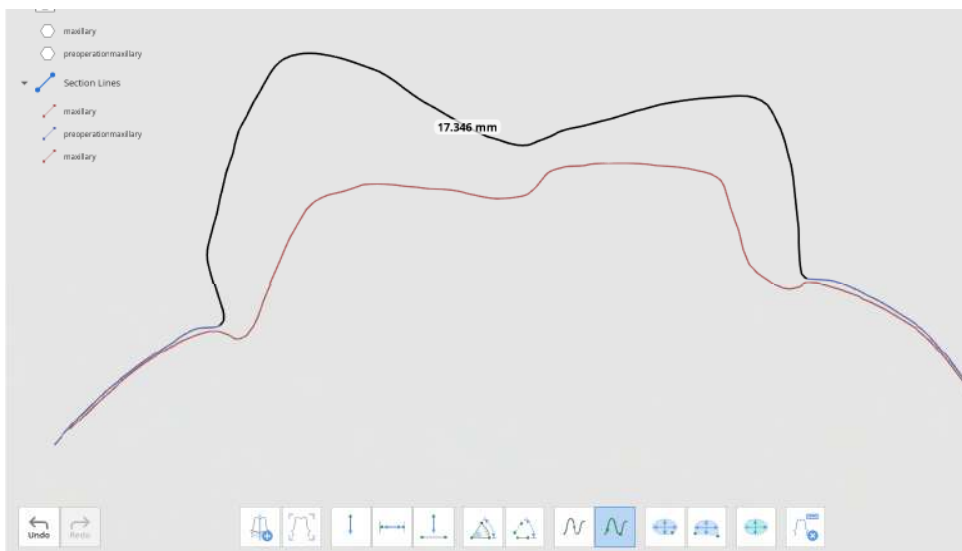 maxillary
preoperationmaxillary
Section Lines
maxillary
preoperationmaxillary
maxillary
17.346 mm
Undo
Redo